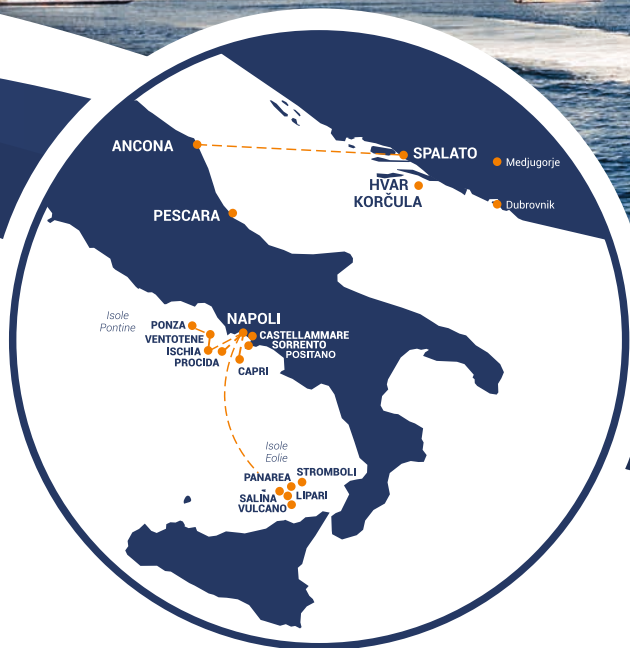 ANCONA
SPALATO
Medjugorje
HVAR
KORČULA
Dubrovnik
PESCARA
Isole
Pontine
PONZA
VENTOTENE
ISCHIA
PROCIDA
NAPOLI
CASTELLAMMARE
SORRENTO
POSITANO
CAPRI
Isole
Eolie
PANAREA
STROMBOLI
SALINA
LIPARI
VULCANO